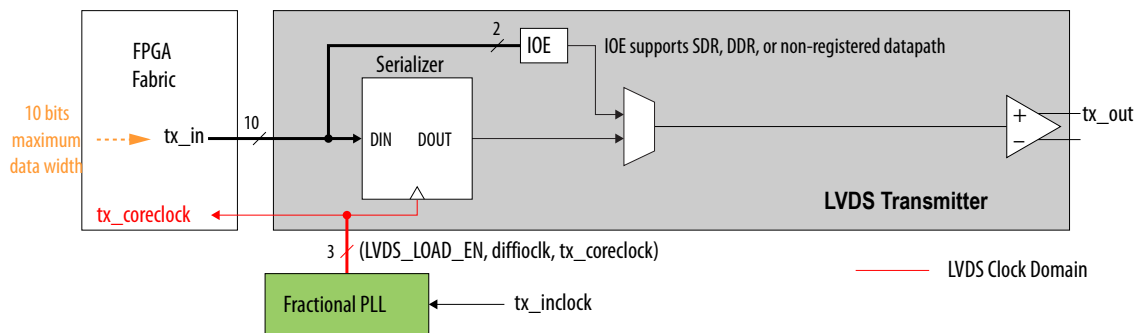 FPGA
Fabric
10 bits
maximum
data width
tx_in
10
tx_coreclock
2
IOE
IOE supports SDR, DDR, or non-registered datapath
Serializer
DIN
DOUT
+
−
tx_out
LVDS Transmitter
3
(LVDS_LOAD_EN, diffioclk, tx_coreclock)
Fractional PLL
tx_inclock
LVDS Clock Domain